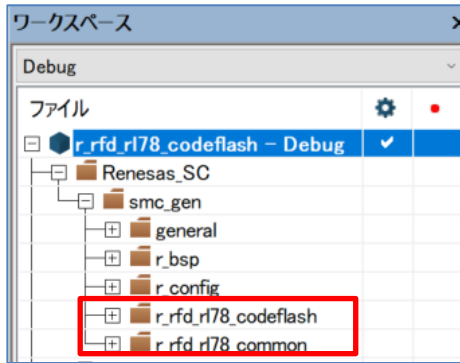 ワークスペース
Debug
ファイル
r_rfd_rl78_codeflash - Debug
Renesas_SC
smc_gen
general
r_bsp
r_config
r_rfd_rl78_codeflash
r_rfd_rl78_common